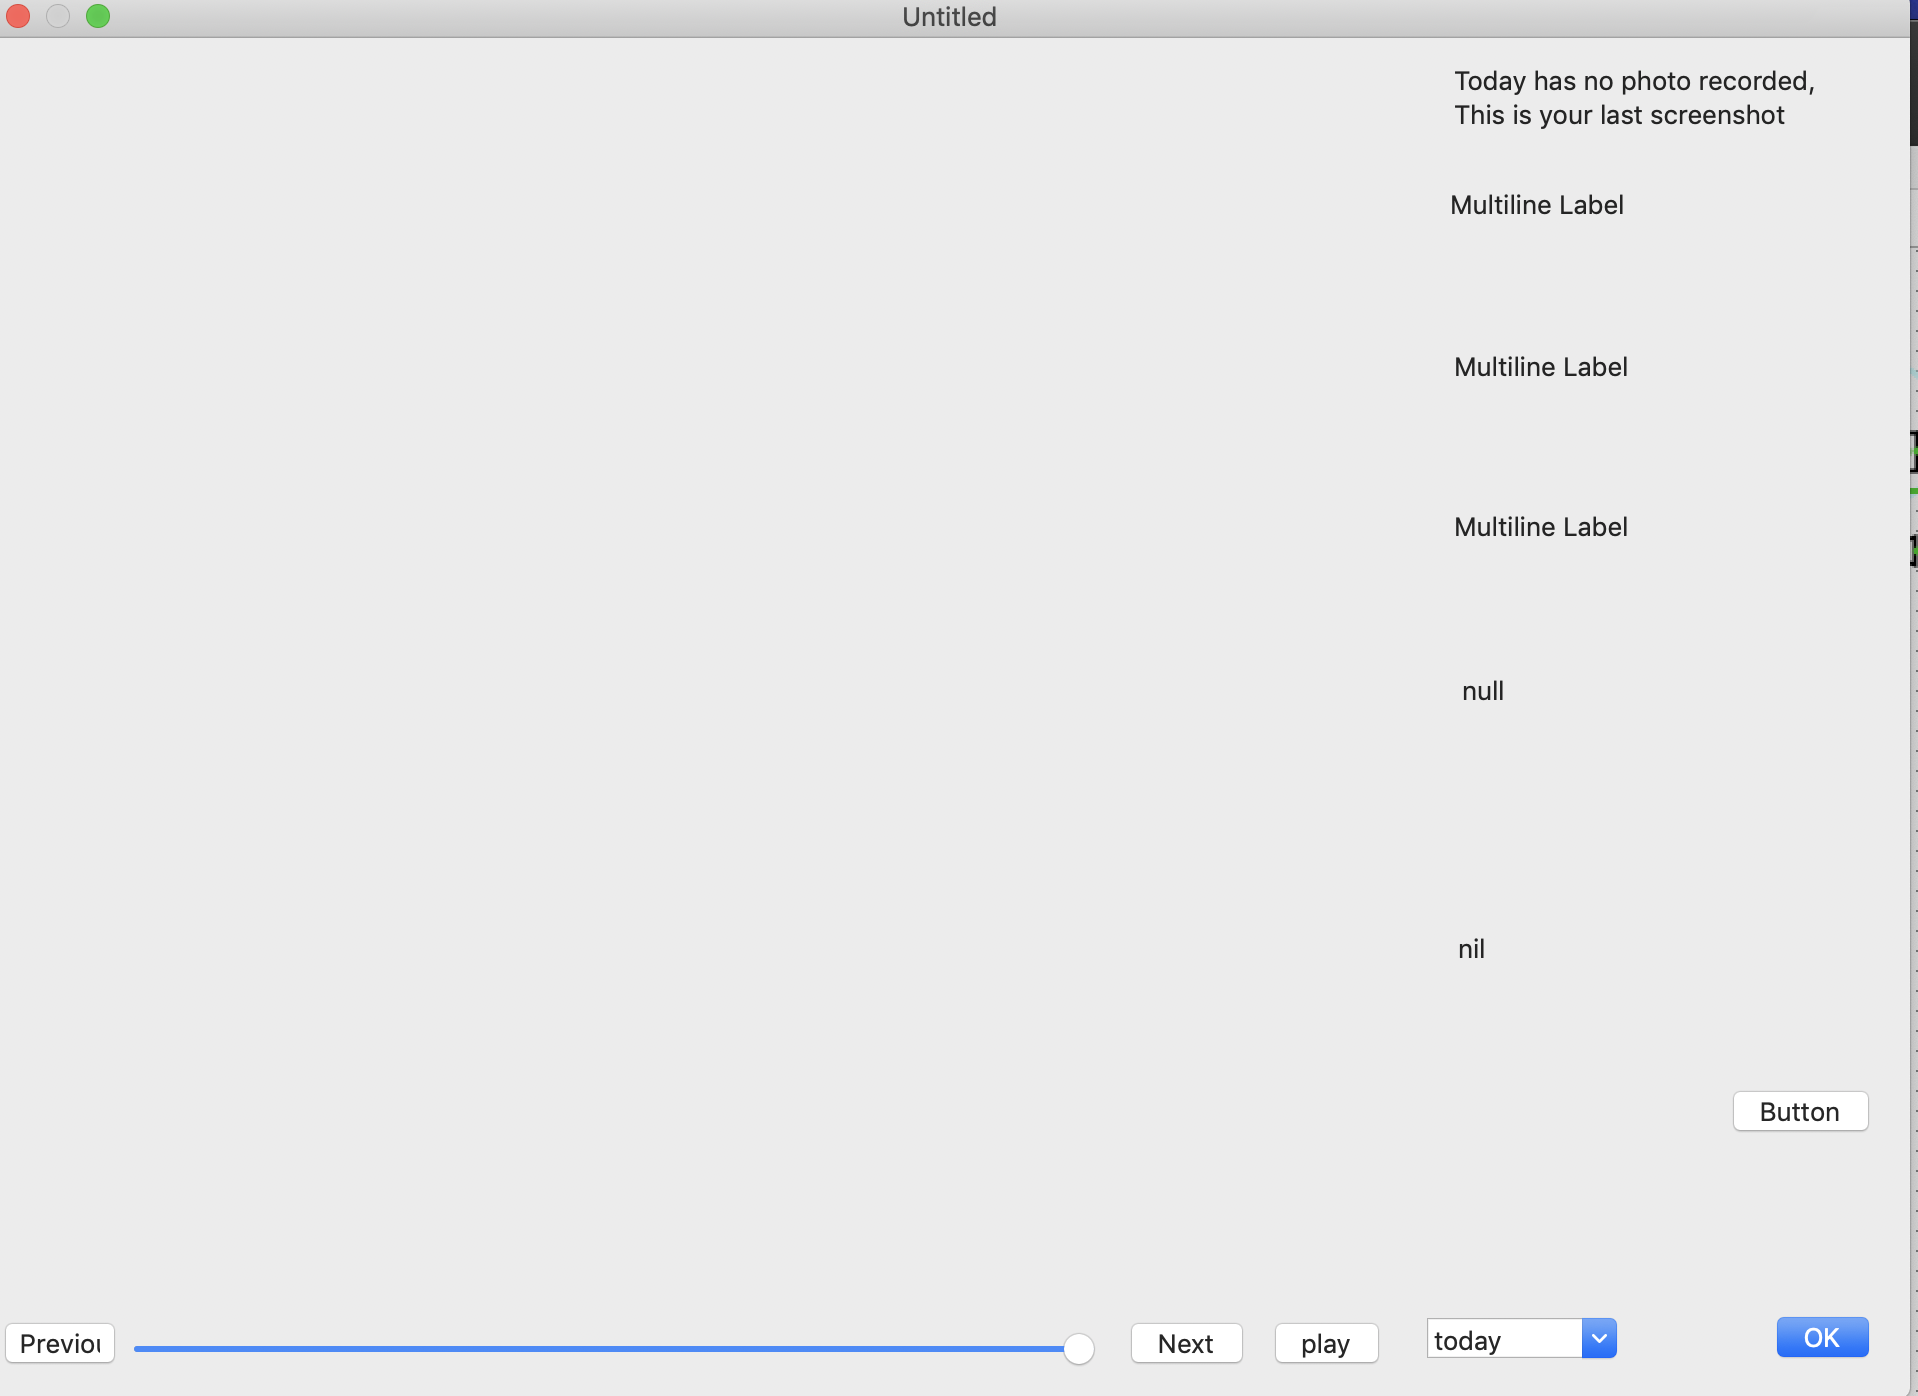 Untitled
Today has no photo recorded,
This is your last screenshot
Multiline Label
Multiline Label
Multiline Label
null
nil
Button
Previou
Next
play
today
OK